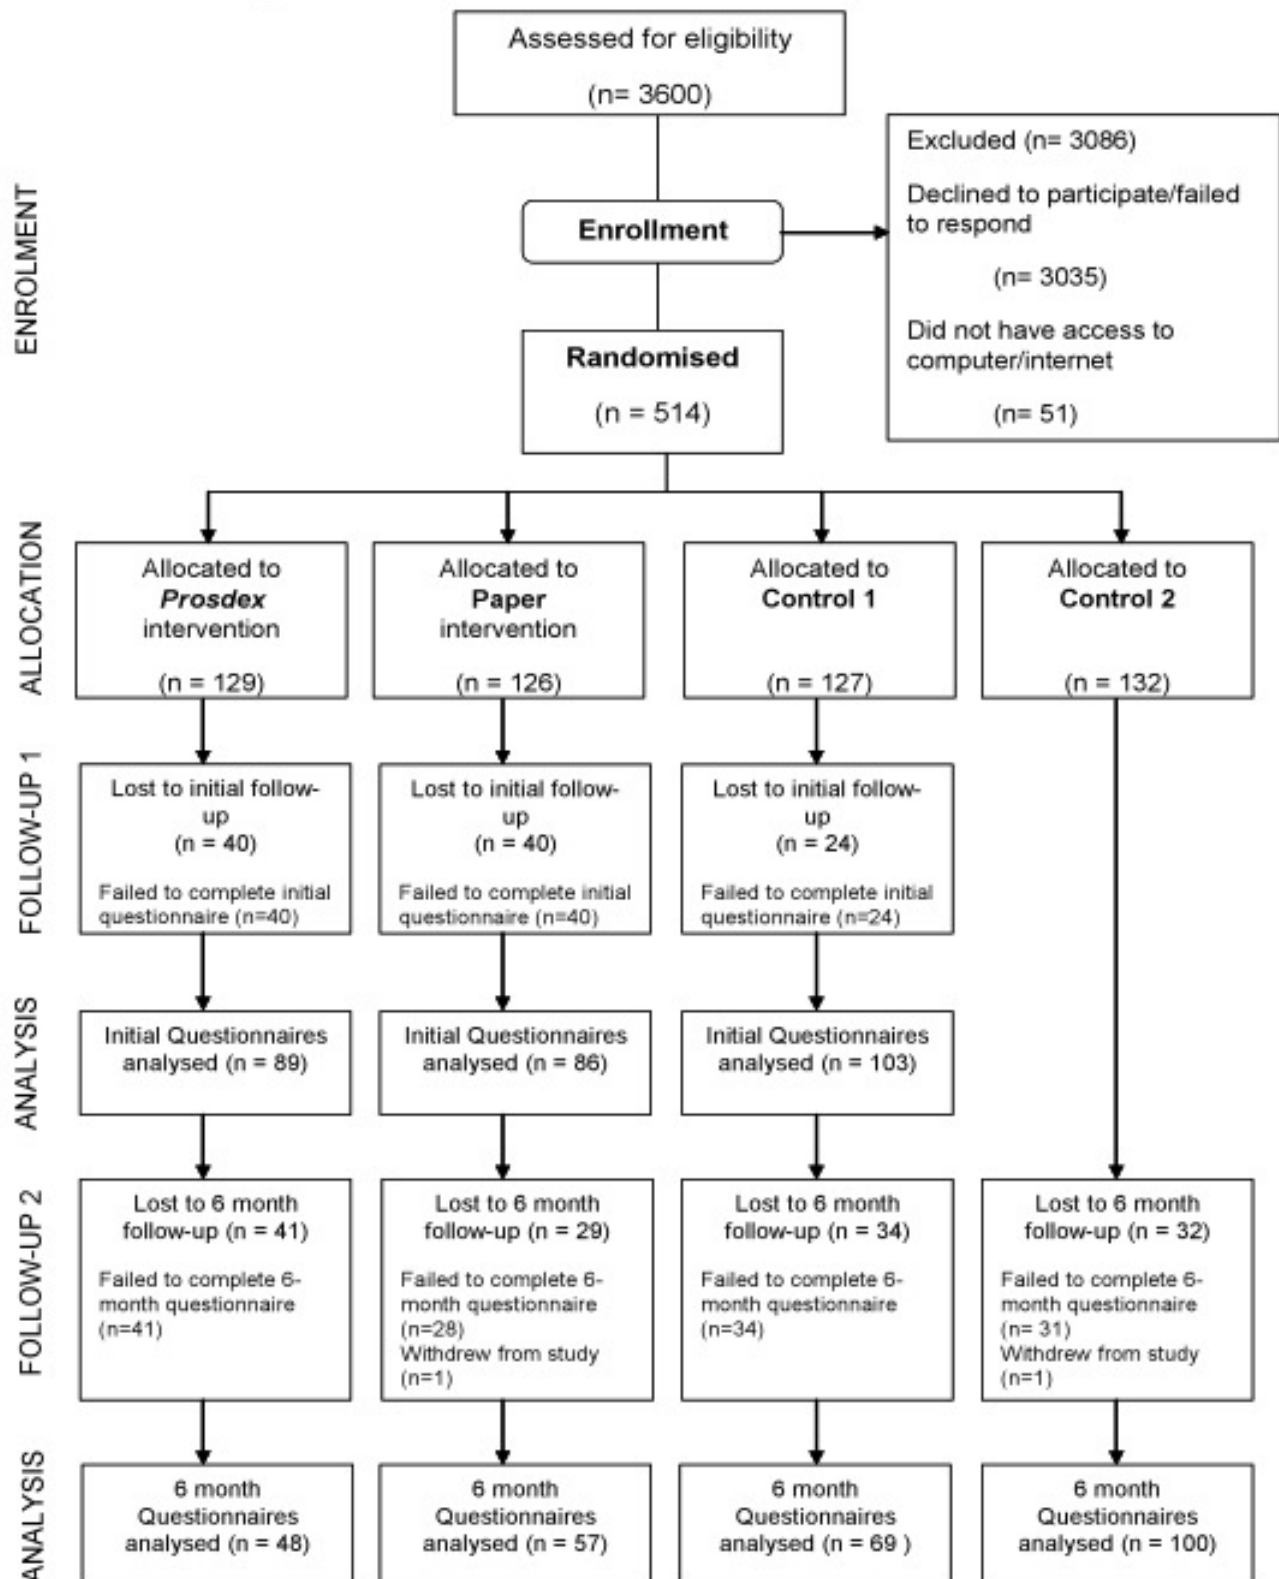 Assessed for eligibility
(n= 3600)
ENROLMENT
Enrollment
Excluded (n= 3086)
Declined to participate/failed
to respond
(n= 3035)
Did not have access to
computer/internet
(n= 51)
Randomised
(n = 514)
ALLOCATION
Allocated to
Prosdex
intervention
(n = 129)
Allocated to
Paper
intervention
(n = 126)
Allocated to
Control 1
(n = 127)
Allocated to
Control 2
(n = 132)
FOLLOW-UP 1
Lost to initial follow-
up
(n = 40)
Failed to complete initial
questionnaire (n=40)
Lost to initial follow-
up
(n = 40)
Failed to complete initial
questionnaire (n=40)
Lost to initial follow-
up
(n = 24)
Failed to complete initial
questionnaire (n=24)
ANALYSIS
Initial Questionnaires
analysed (n = 89)
Initial Questionnaires
analysed (n = 86)
Initial Questionnaires
analysed (n = 103)
FOLLOW-UP 2
Lost to 6 month
follow-up (n = 41)
Failed to complete 6-
month questionnaire
(n=41)
Lost to 6 month
follow-up (n = 29)
Failed to complete 6-
month questionnaire
(n=28)
Withdrew from study
(n=1)
Lost to 6 month
follow-up (n = 34)
Failed to complete 6-
month questionnaire
(n=34)
Lost to 6 month
follow-up (n = 32)
Failed to complete 6-
month questionnaire
(n= 31)
Withdrew from study
(n=1)
ANALYSIS
6 month
Questionnaires
analysed (n = 48)
6 month
Questionnaires
analysed (n = 57)
6 month
Questionnaires
analysed (n = 69 )
6 month
Questionnaires
analysed (n = 100)